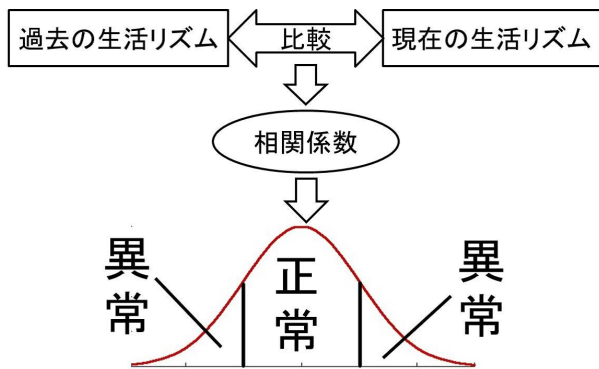 過去の生活リズム
比較
現在の生活リズム
相関係数
異常
正常
異常